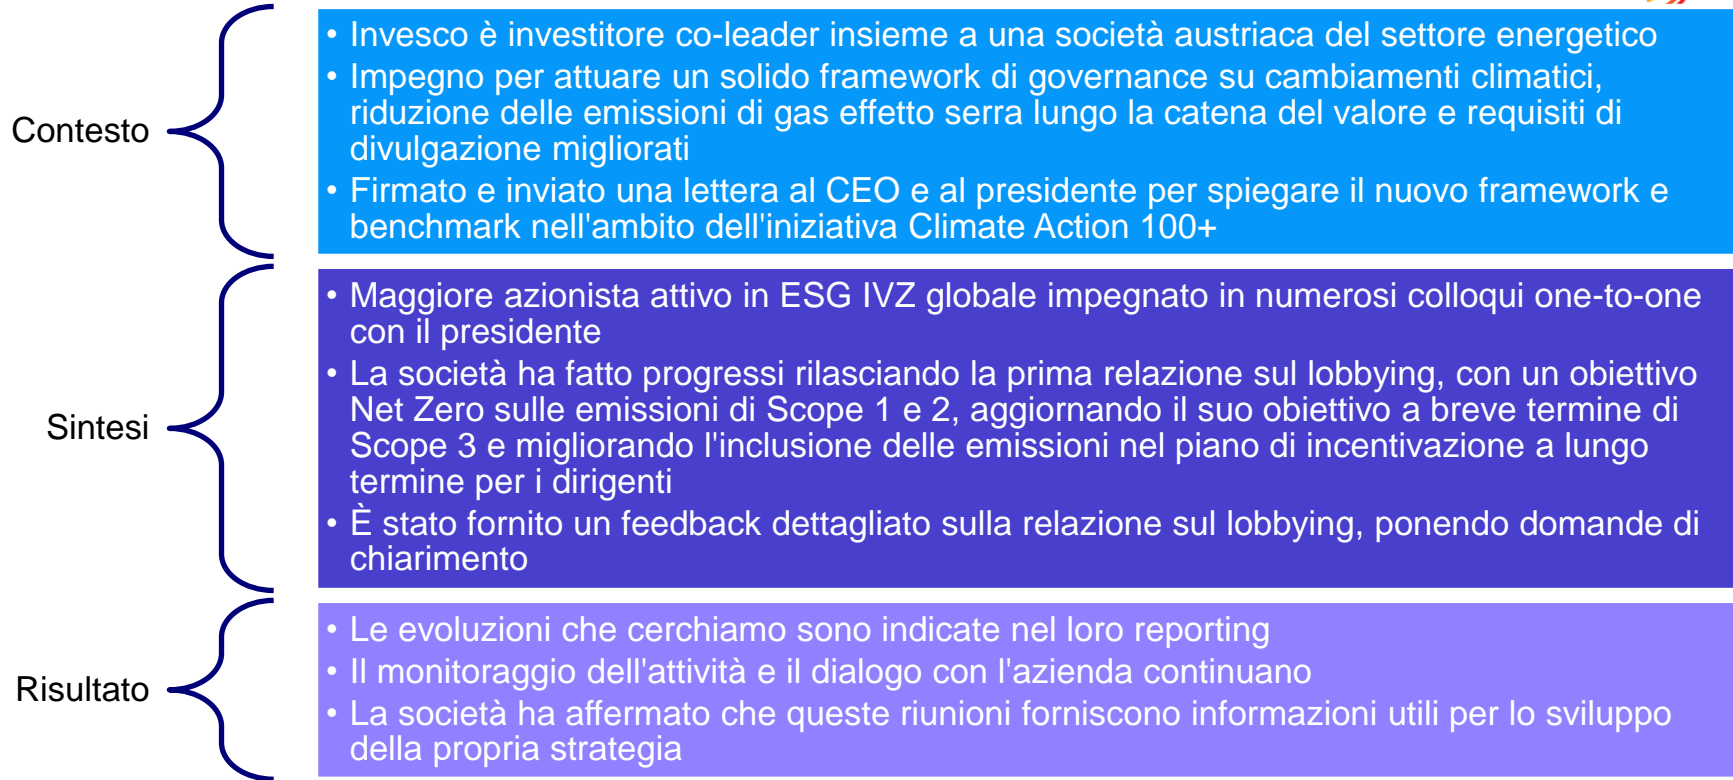 Contesto
• Invesco è investitore co-leader insieme a una società austriaca del settore energetico
• Impegno per attuare un solido framework di governance su cambiamenti climatici,
riduzione delle emissioni di gas effetto serra lungo la catena del valore e requisiti di
divulgazione migliorati
• Firmato e inviato una lettera al CEO e al presidente per spiegare il nuovo framework e
benchmark nell'ambito dell'iniziativa Climate Action 100+
Sintesi
• Maggiore azionista attivo in ESG IVZ globale impegnato in numerosi colloqui one-to-one
con il presidente
• La società ha fatto progressi rilasciando la prima relazione sul lobbying, con un obiettivo
Net Zero sulle emissioni di Scope 1 e 2, aggiornando il suo obiettivo a breve termine di
Scope 3 e migliorando l'inclusione delle emissioni nel piano di incentivazione a lungo
termine per i dirigenti
• È stato fornito un feedback dettagliato sulla relazione sul lobbying, ponendo domande di
chiarimento
Risultato
• Le evoluzioni che cerchiamo sono indicate nel loro reporting
• Il monitoraggio dell'attività e il dialogo con l'azienda continuano
• La società ha affermato che queste riunioni forniscono informazioni utili per lo sviluppo
della propria strategia